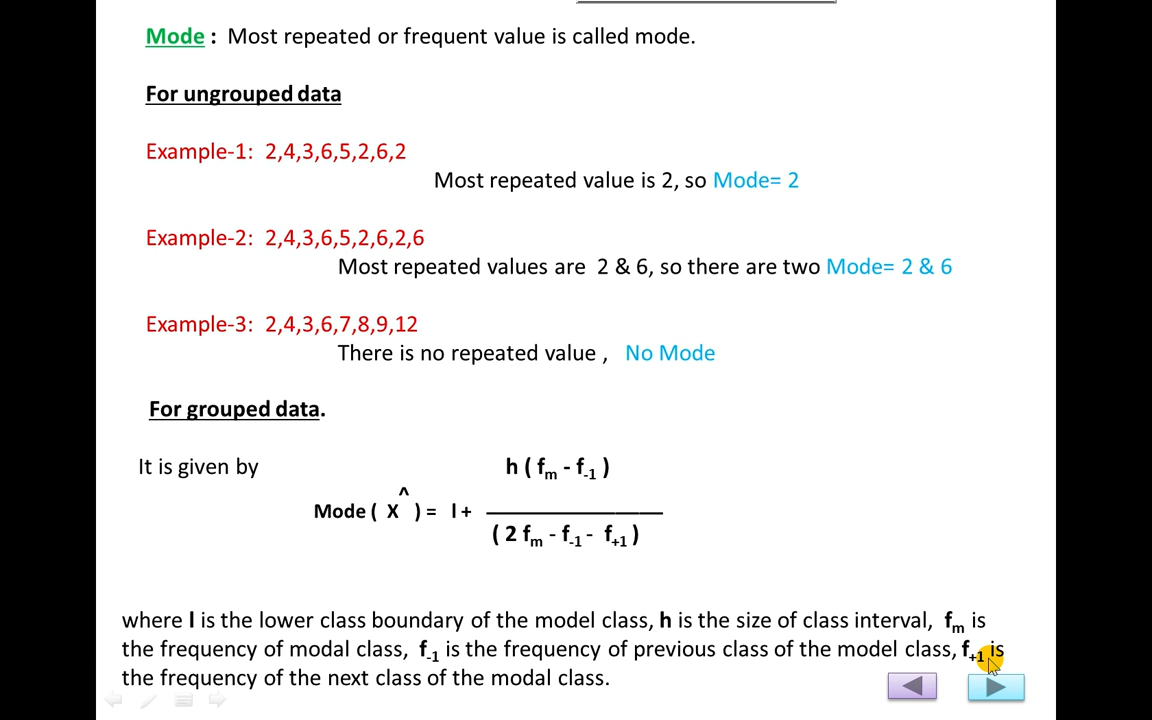 Mode : Most repeated or frequent value is called mode.
For ungrouped data
Example-1: 2,4,3,6,5,2,6,2
Most repeated value is 2, so Mode= 2
Example-2: 2,4,3,6,5,2,6,2,6
Most repeated values are 2 & 6, so there are two Mode= 2 & 6
Example-3: 2,4,3,6,7,8,9,12
There is no repeated value , No Mode
For grouped data.
It is given by
h ( fm - f-1 )
Mode ( X^ ) = l +
( 2 fm - f-1 - f+1 )
where l is the lower class boundary of the model class, h is the size of class interval, fm is
the frequency of modal class, f-1 is the frequency of previous class of the model class, f+1 is
the frequency of the next class of the modal class.